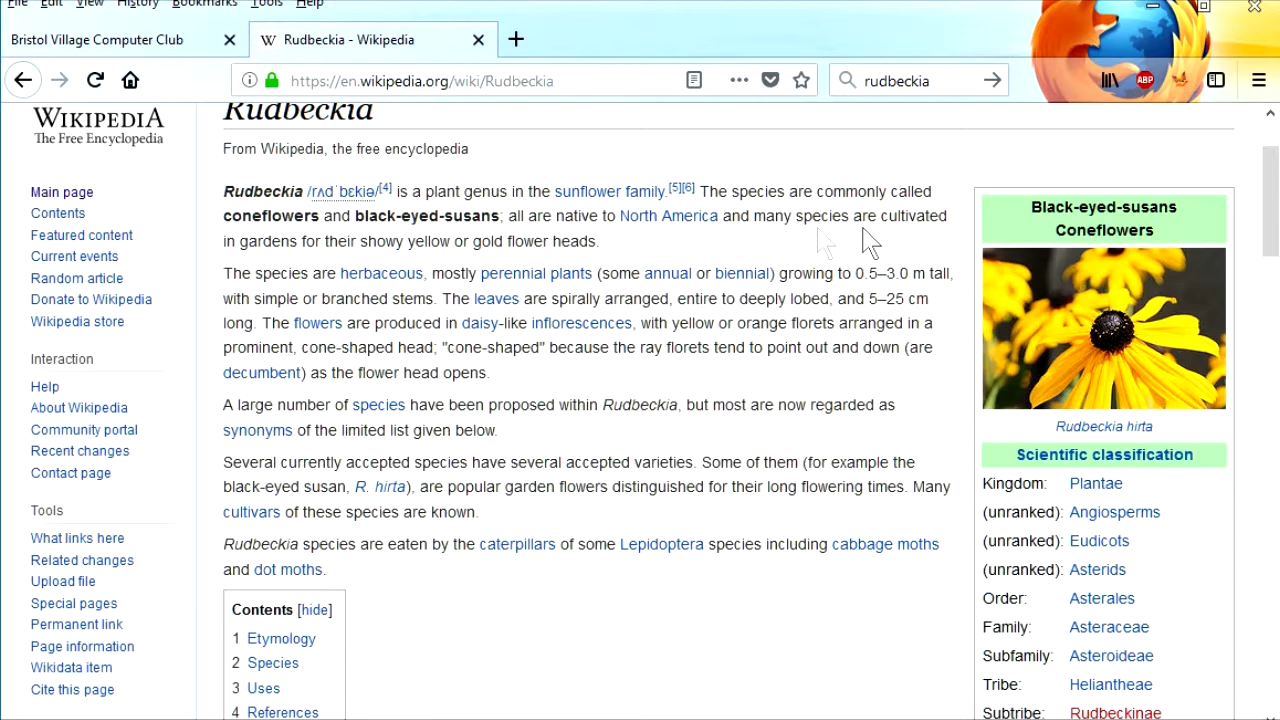 File Edit View History Bookmarks Tools Help
Bristol Village Computer Club
W Rudbeckia - Wikipedia
https://en.wikipedia.org/wiki/Rudbeckia
rudbeckia
ABP
WIKIPEDIA
The Free Encyclopedia
Main page
Contents
Featured content
Current events
Random article
Donate to Wikipedia
Wikipedia store
Interaction
Help
About Wikipedia
Community portal
Recent changes
Contact page
Tools
What links here
Related changes
Upload file
Special pages
Permanent link
Page information
Wikidata item
Cite this page
Rudbeckia
From Wikipedia, the free encyclopedia
Rudbeckia /rʌdˈbɛkiə/[4] is a plant genus in the sunflower family.[5][6] The species are commonly called
coneflowers and black-eyed-susans; all are native to North America and many species are cultivated
in gardens for their showy yellow or gold flower heads.
The species are herbaceous, mostly perennial plants (some annual or biennial) growing to 0.5–3.0 m tall,
with simple or branched stems. The leaves are spirally arranged, entire to deeply lobed, and 5–25 cm
long. The flowers are produced in daisy-like inflorescences, with yellow or orange florets arranged in a
prominent, cone-shaped head; "cone-shaped" because the ray florets tend to point out and down (are
decumbent) as the flower head opens.
A large number of species have been proposed within Rudbeckia, but most are now regarded as
synonyms of the limited list given below.
Several currently accepted species have several accepted varieties. Some of them (for example the
black-eyed susan, R. hirta), are popular garden flowers distinguished for their long flowering times. Many
cultivars of these species are known.
Rudbeckia species are eaten by the caterpillars of some Lepidoptera species including cabbage moths
and dot moths.
Contents [hide]
1 Etymology
2 Species
3 Uses
4 References
Black-eyed-susans
Coneflowers
Rudbeckia hirta
Scientific classification
Kingdom: Plantae
(unranked): Angiosperms
(unranked): Eudicots
(unranked): Asterids
Order: Asterales
Family: Asteraceae
Subfamily: Asteroideae
Tribe: Heliantheae
Subtribe: Rudbeckinae